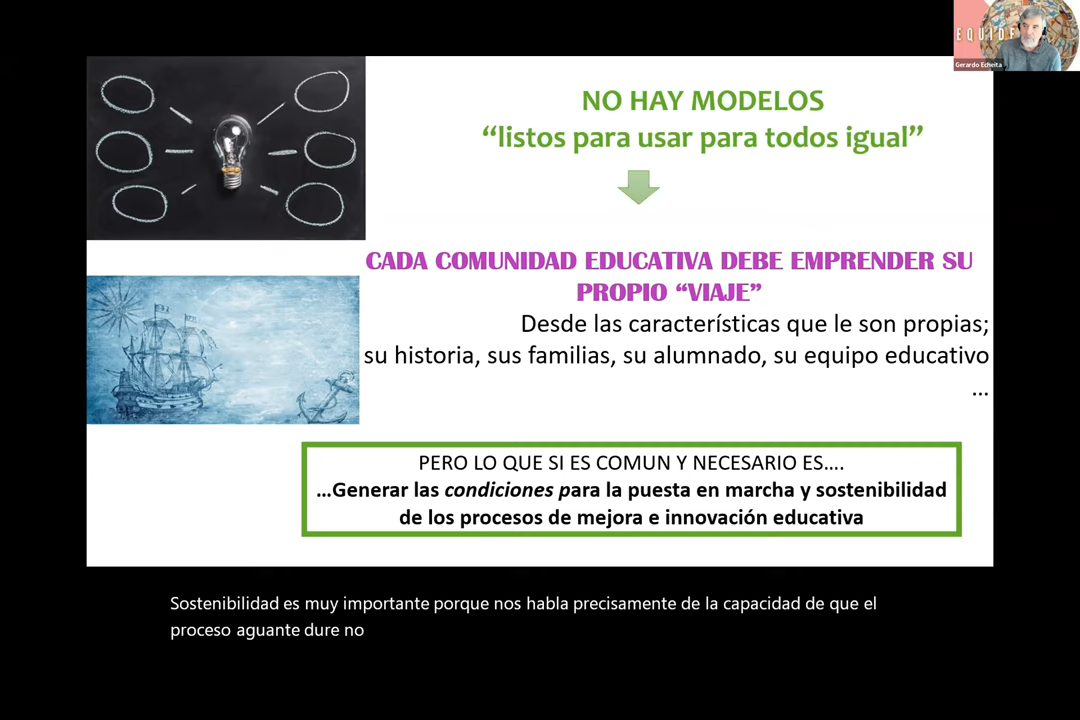 EQUIDE
Gerardo Echeita
NO HAY MODELOS
“listos para usar para todos igual”
CADA COMUNIDAD EDUCATIVA DEBE EMPRENDER SU
PROPIO “VIAJE”
Desde las características que le son propias;
su historia, sus familias, su alumnado, su equipo educativo
...
PERO LO QUE SI ES COMUN Y NECESARIO ES....
...Generar las condiciones para la puesta en marcha y sostenibilidad
de los procesos de mejora e innovación educativa
Sostenibilidad es muy importante porque nos habla precisamente de la capacidad de que el
proceso aguante dure no